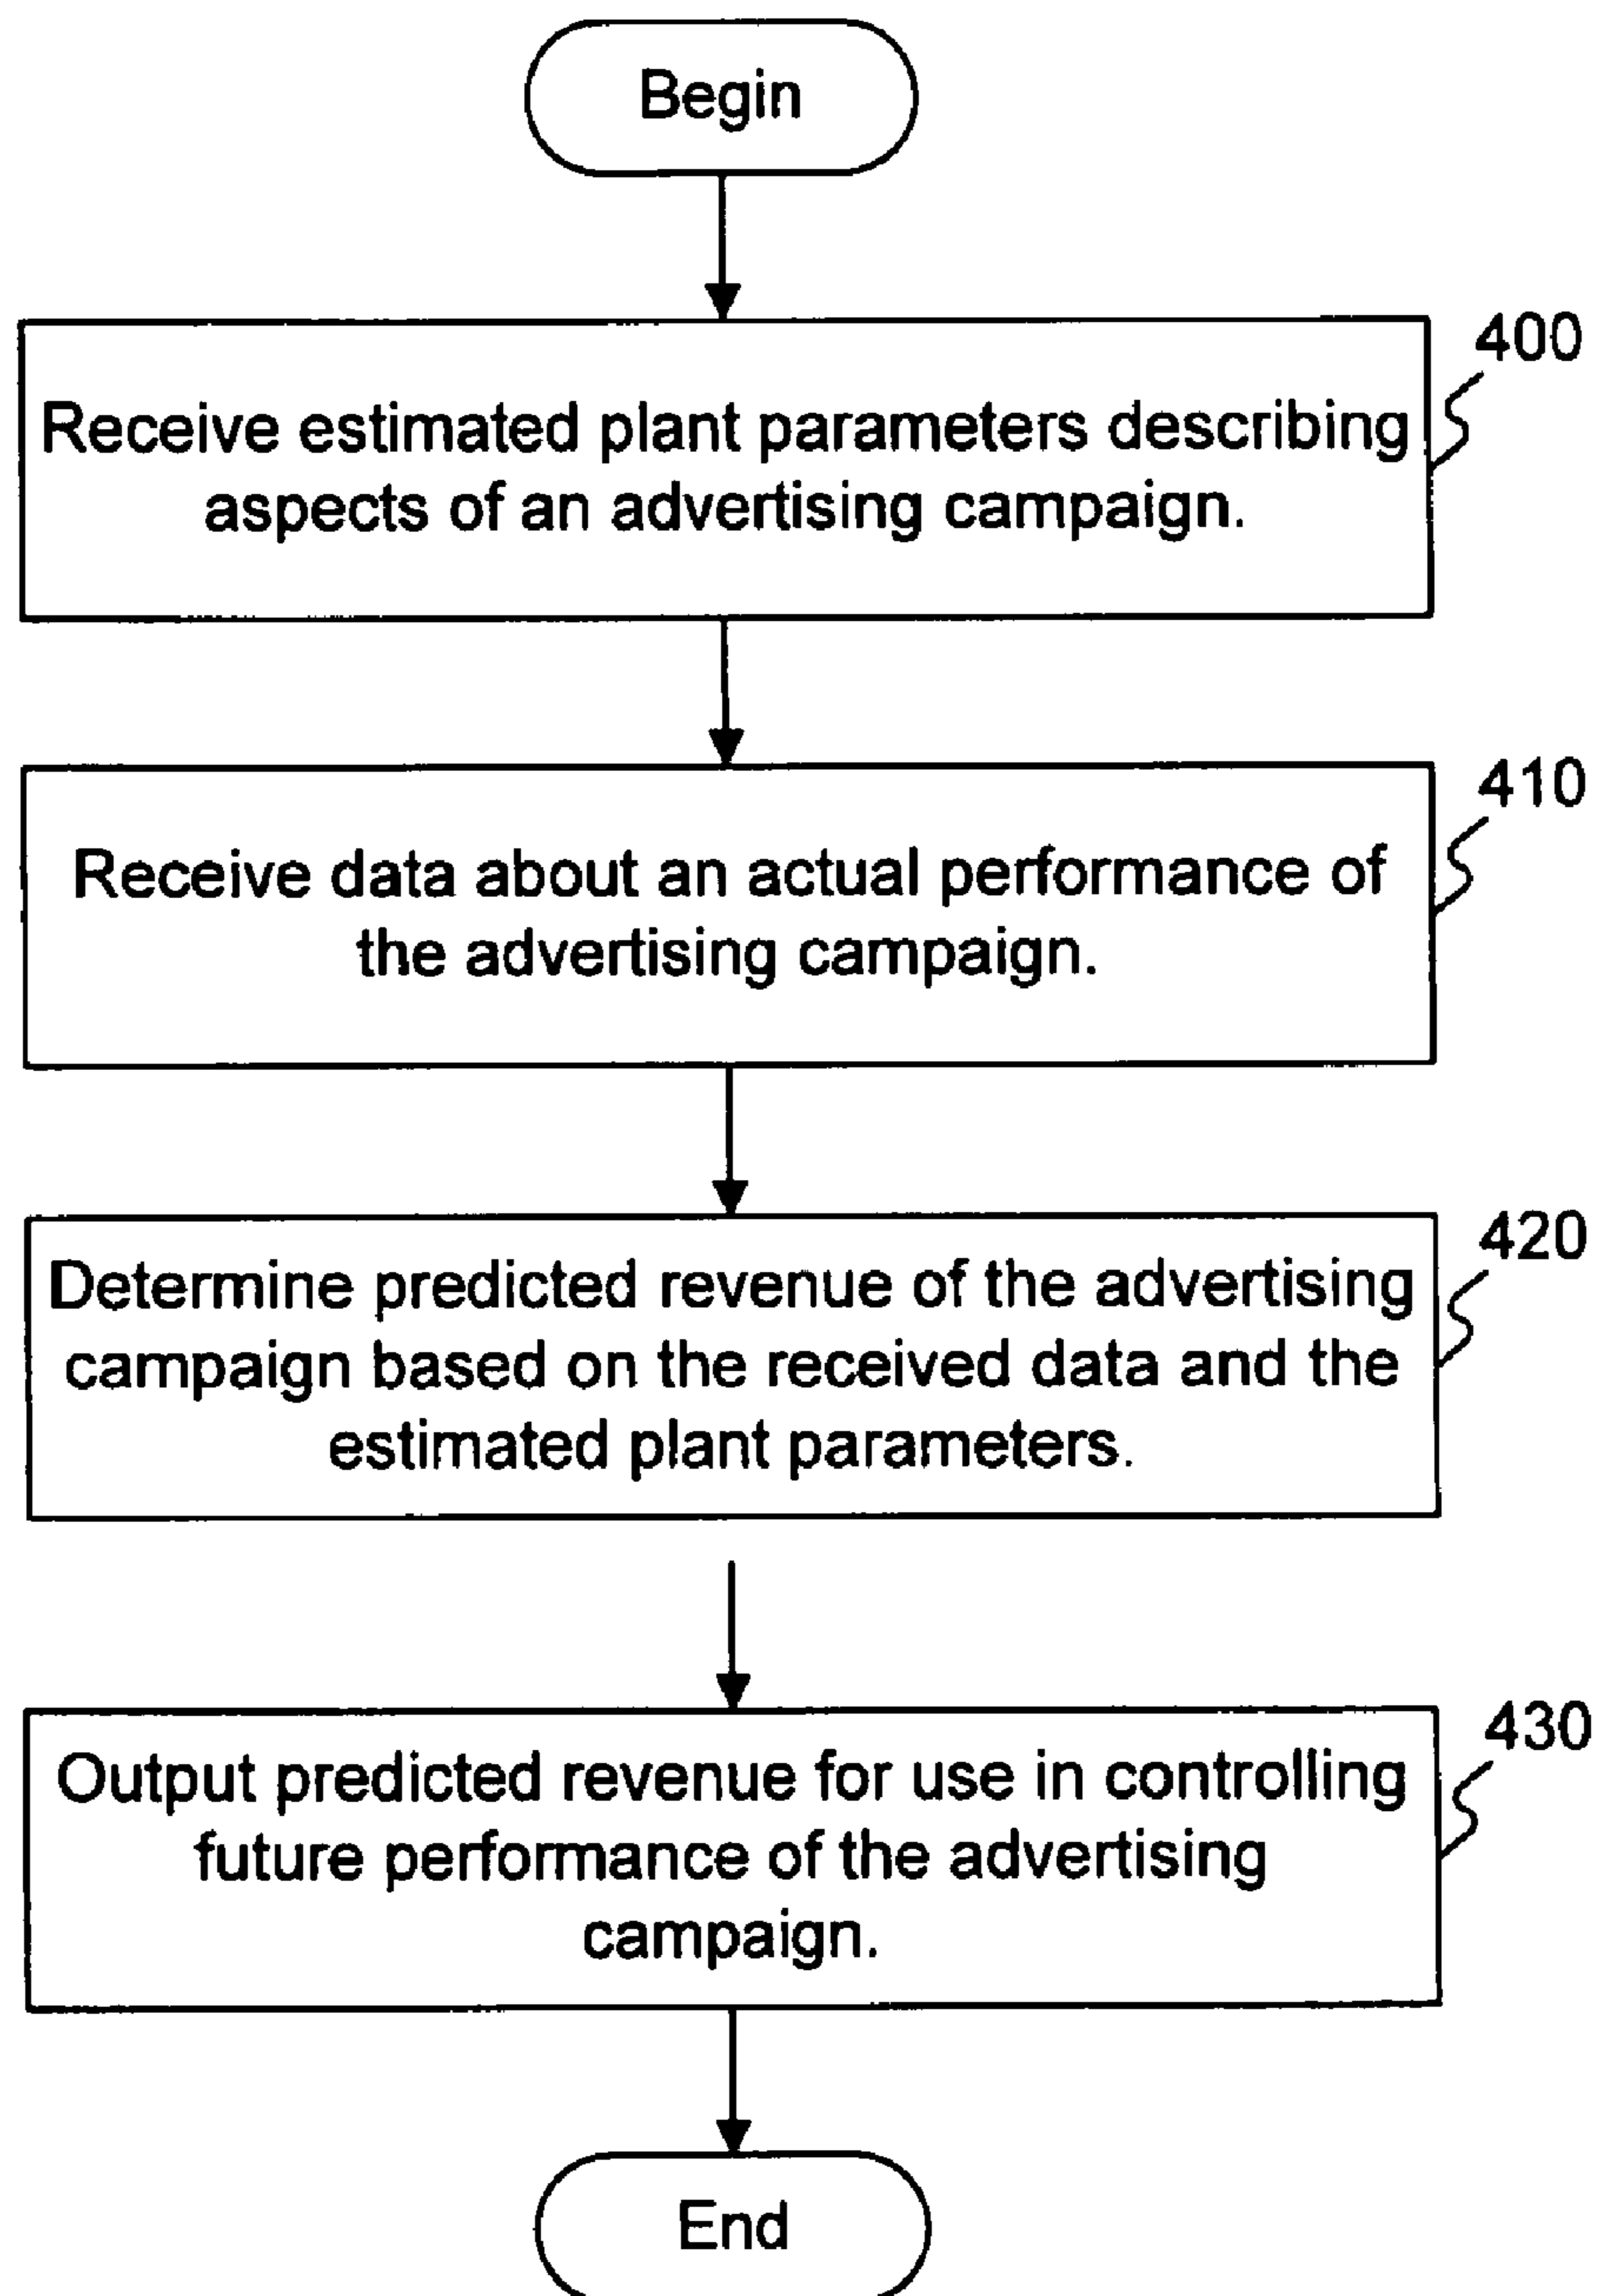 Begin
400
Receive estimated plant parameters describing
aspects of an advertising campaign.
410
Receive data about an actual performance of
the advertising campaign.
420
Determine predicted revenue of the advertising
campaign based on the received data and the
estimated plant parameters.
430
Output predicted revenue for use in controlling
future performance of the advertising
campaign.
End